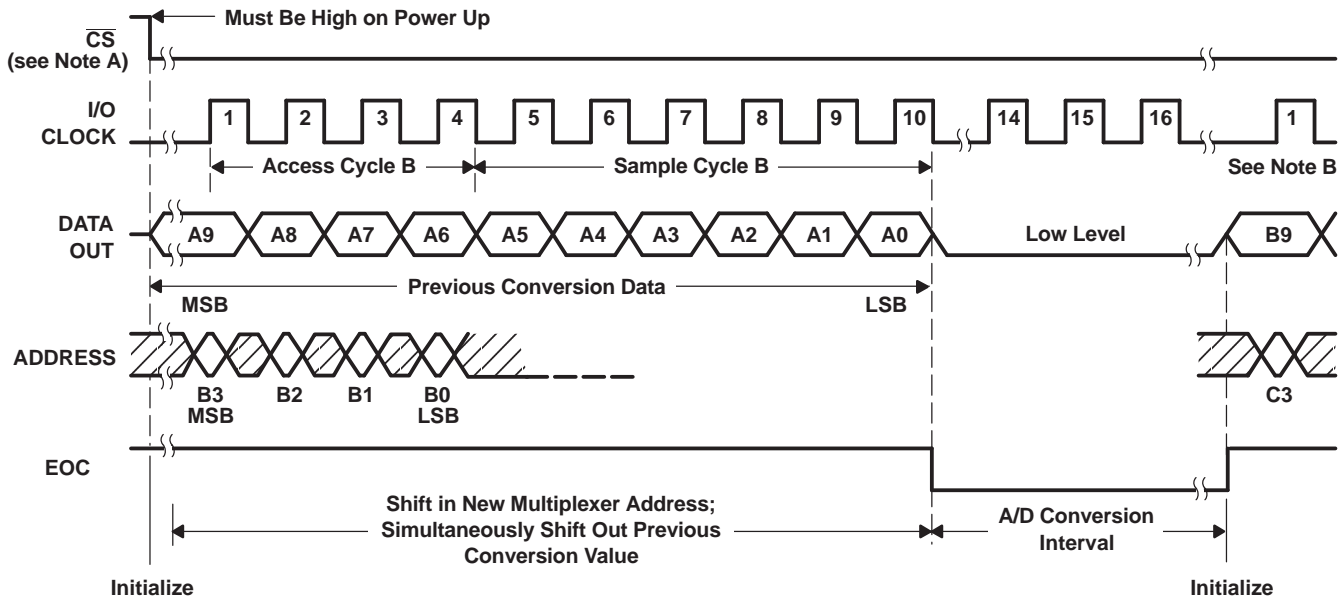 Must Be High on Power Up
CS
(see Note A)
I/O
CLOCK
1 2 3 4 5 6 7 8 9 10 14 15 16 1
Access Cycle B
Sample Cycle B
See Note B
DATA
OUT
A9 A8 A7 A6 A5 A4 A3 A2 A1 A0 Low Level B9
Previous Conversion Data
MSB LSB
ADDRESS
B3 B2 B1 B0 C3
MSB LSB
EOC
Shift in New Multiplexer Address;
Simultaneously Shift Out Previous
Conversion Value
A/D Conversion
Interval
Initialize Initialize